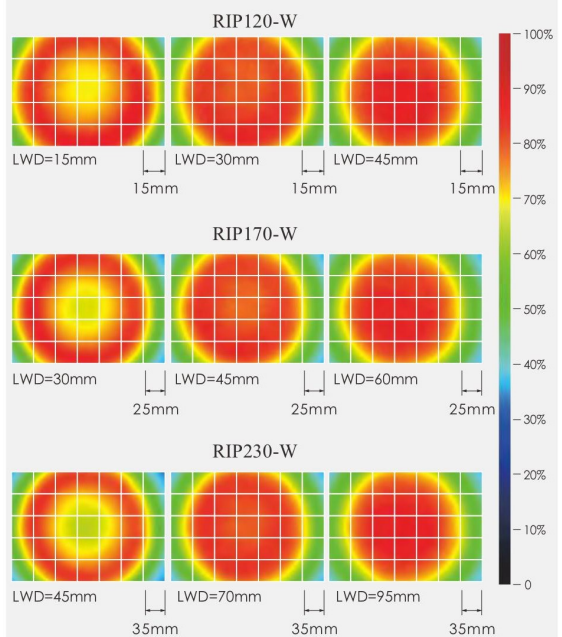 RIP120-W
LWD=15mm
LWD=30mm
LWD=45mm
15mm
15mm
15mm
RIP170-W
LWD=30mm
LWD=45mm
LWD=60mm
25mm
25mm
25mm
RIP230-W
LWD=45mm
LWD=70mm
LWD=95mm
35mm
35mm
35mm
100%
90%
80%
70%
60%
50%
40%
30%
20%
10%
0